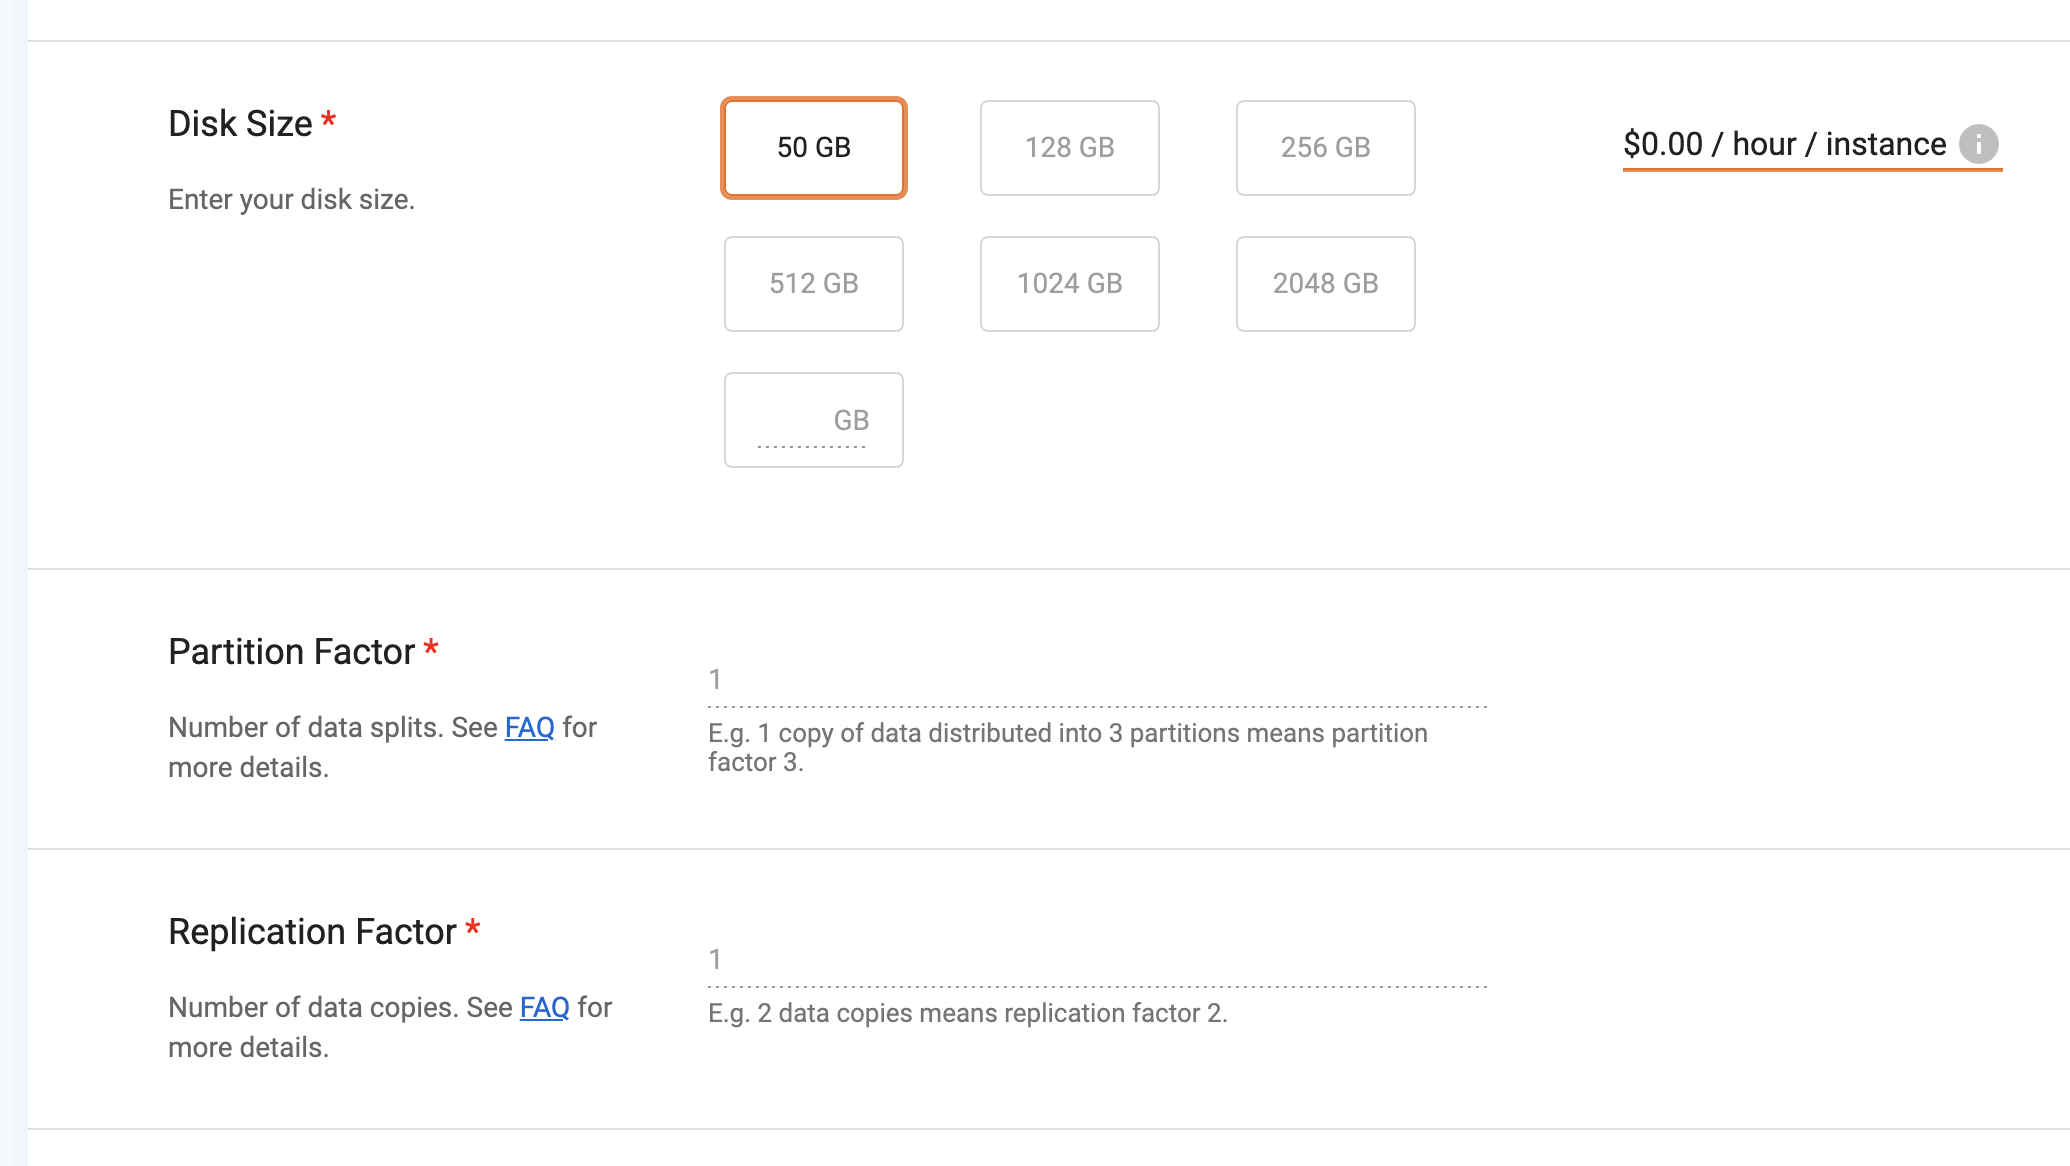 Disk Size *
Enter your disk size.
50 GB
128 GB
256 GB
512 GB
1024 GB
2048 GB
GB
$0.00 / hour / instance
Partition Factor *
Number of data splits. See FAQ for
more details.
1
E.g. 1 copy of data distributed into 3 partitions means partition
factor 3.
Replication Factor *
Number of data copies. See FAQ for
more details.
1
E.g. 2 data copies means replication factor 2.